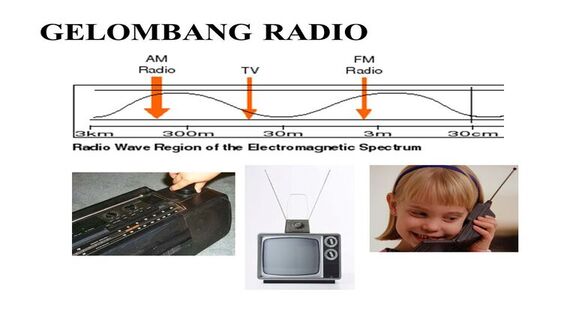 GELOMBANG RADIO
AM Radio
TV
FM Radio
3km 300m 30m 3m 30cm
Radio Wave Region of the Electromagnetic Spectrum